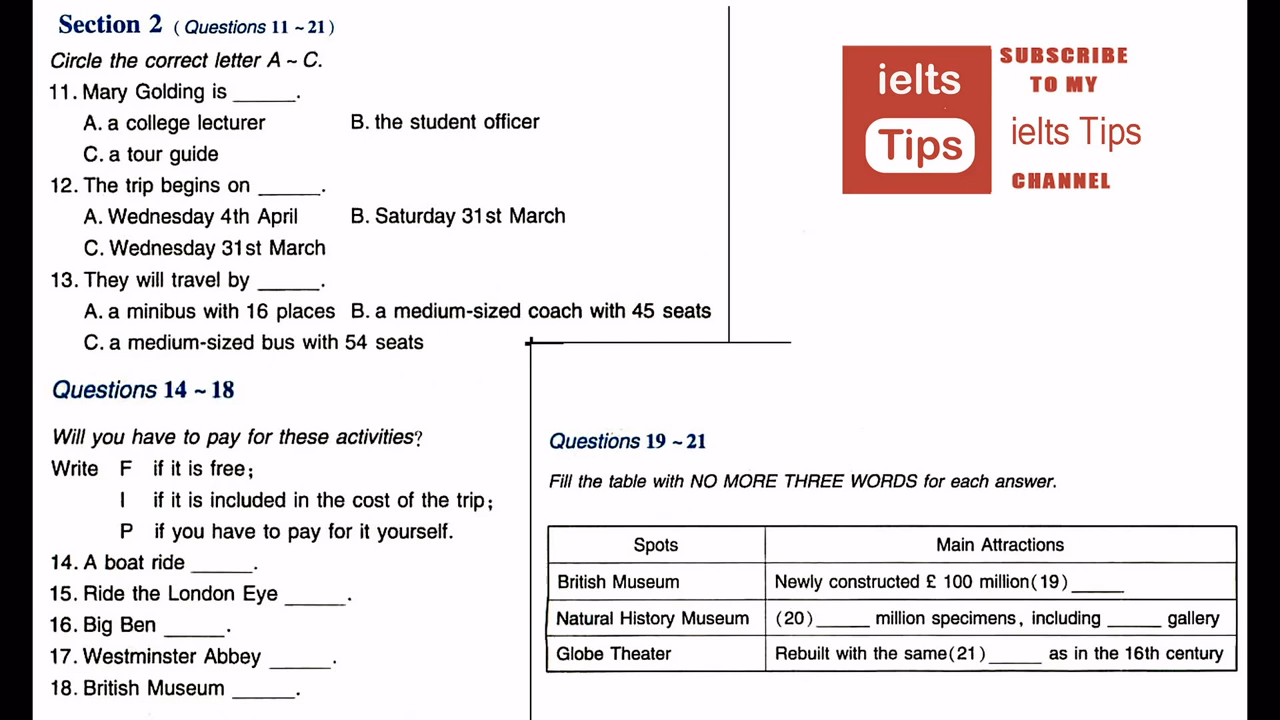 Section 2 ( Questions 11 ~ 21 )
Circle the correct letter A ~ C.
11. Mary Golding is ______.
A. a college lecturer B. the student officer
C. a tour guide
12. The trip begins on ______.
A. Wednesday 4th April B. Saturday 31st March
C. Wednesday 31st March
13. They will travel by ______.
A. a minibus with 16 places B. a medium-sized coach with 45 seats
C. a medium-sized bus with 54 seats
Questions 14 ~ 18
Will you have to pay for these activities?
Write F if it is free;
I if it is included in the cost of the trip;
P if you have to pay for it yourself.
14. A boat ride ______.
15. Ride the London Eye ______.
16. Big Ben ______.
17. Westminster Abbey ______.
18. British Museum ______.
ielts
Tips
SUBSCRIBE
TO MY
ielts Tips
CHANNEL
Questions 19 ~ 21
Fill the table with NO MORE THREE WORDS for each answer.
Spots Main Attractions
British Museum Newly constructed £ 100 million(19)_____
Natural History Museum (20)_____ million specimens, including _____ gallery
Globe Theater Rebuilt with the same(21)_____ as in the 16th century